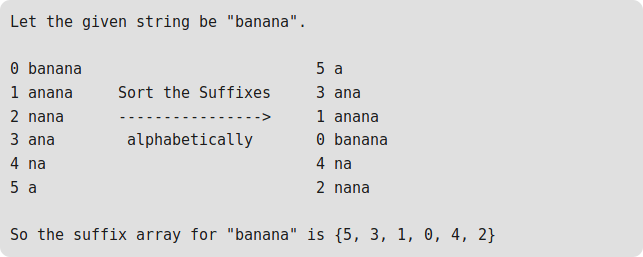 Let the given string be "banana".
0 banana                          5 a
1 anana    Sort the Suffixes     3 ana
2 nana     ---------------->     1 anana
3 ana       alphabetically       0 banana
4 na                              4 na
5 a                               2 nana
So the suffix array for "banana" is {5, 3, 1, 0, 4, 2}